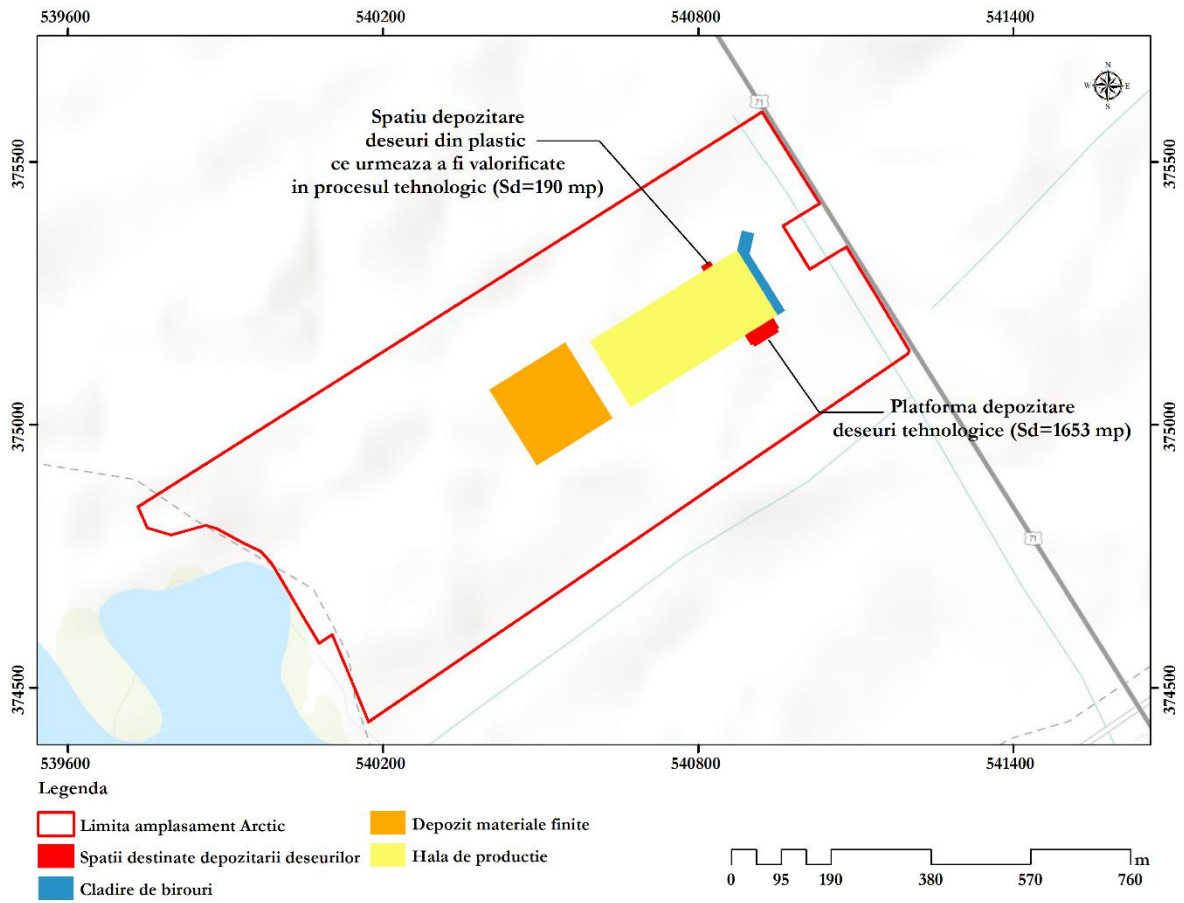 539600 540200 540800 541400
N
W E
S
71
Spatiu depozitare
deseuri din plastic
ce urmeaza a fi valorificate
in procesul tehnologic (Sd=190 mp)
375500 375500
375000 375000
Platforma depozitare
deseuri tehnologice (Sd=1653 mp)
71
374500 374500
539600 540200 540800 541400
Legenda
Limita amplasament Arctic
Spatii destinate depozitarii deseurilor
Cladire de birouri
Depozit materiale finite
Hala de productie
m
0 95 190 380 570 760